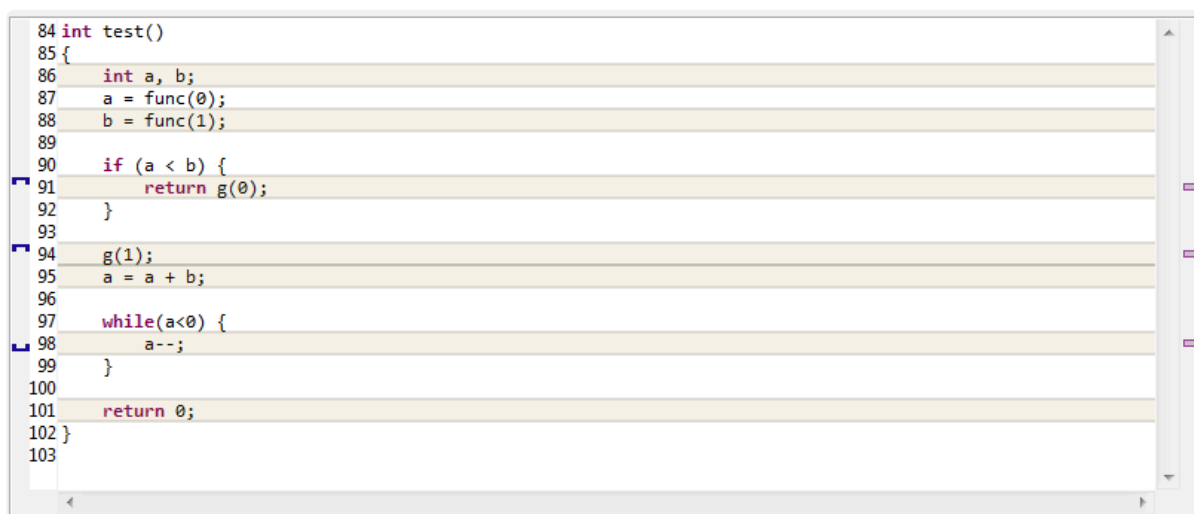 84 int test()
85 {
86     int a, b;
87     a = func(0);
88     b = func(1);
89
90     if (a < b) {
91         return g(0);
92     }
93
94     g(1);
95     a = a + b;
96
97     while(a<0) {
98         a--;
99     }
100
101     return 0;
102 }
103